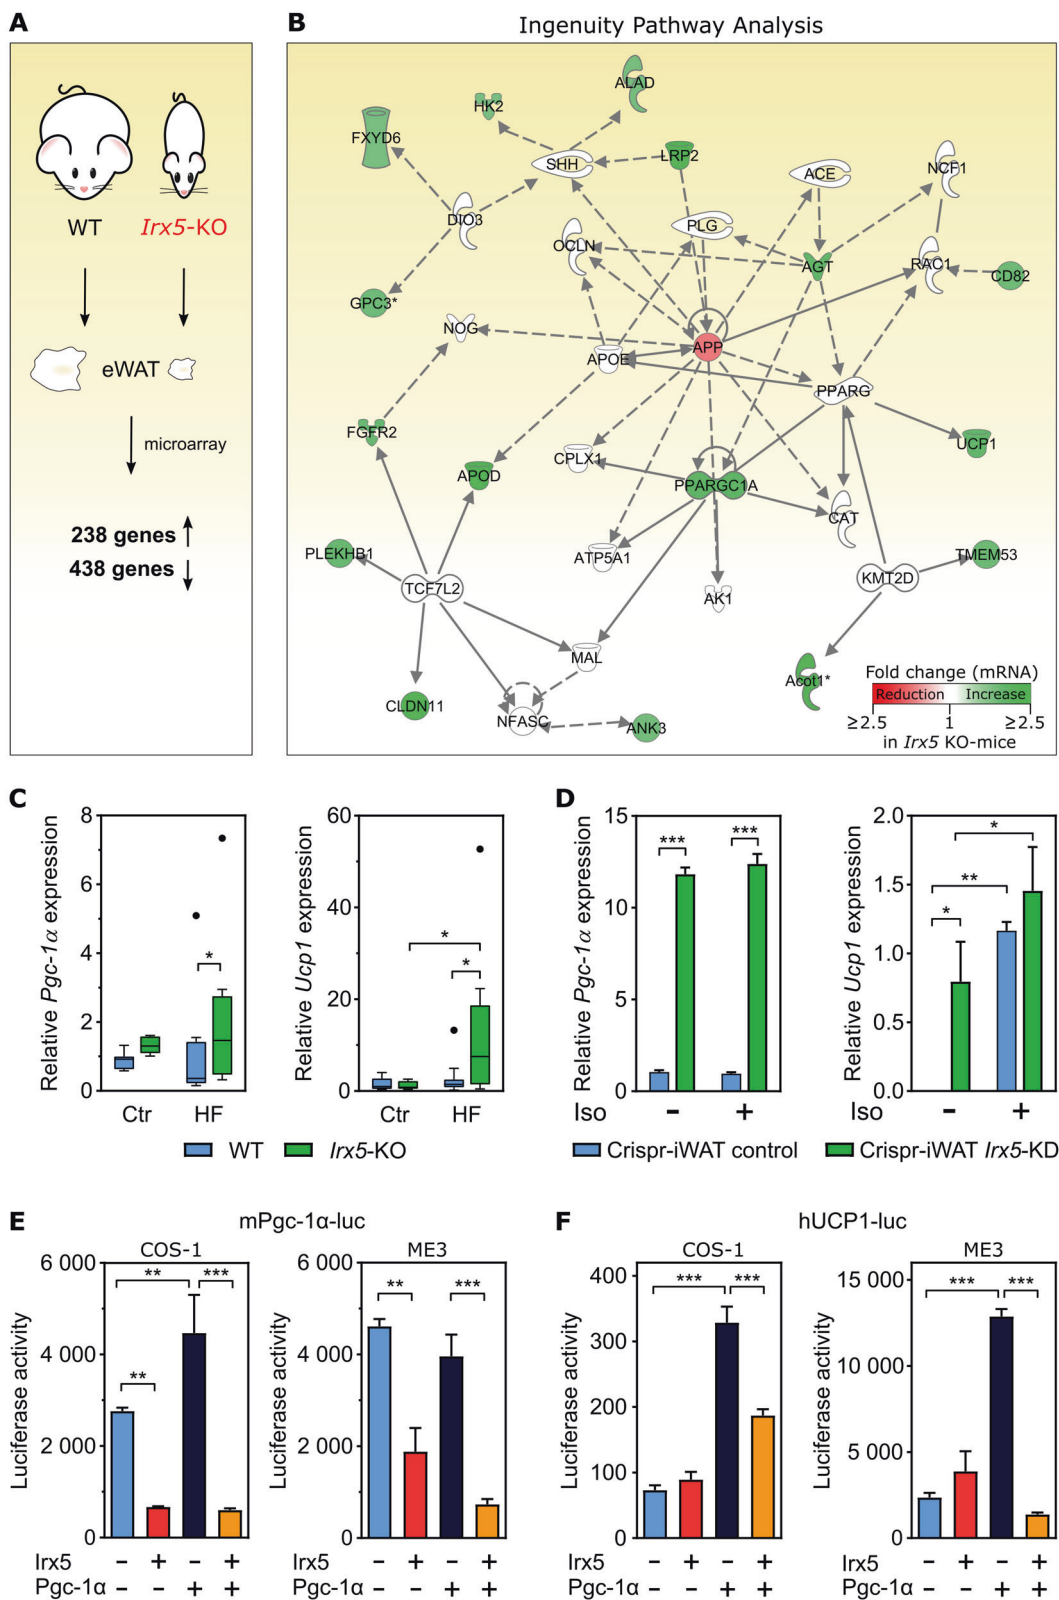 A
WT
Irx5-KO
eWAT
microarray
238 genes ↑
438 genes ↓
B
Ingenuity Pathway Analysis
ALAD
HK2
FXYD6
SHH
LRP2
ACE
NCF1
DIO3
PLG
OCLN
AGT
RAC1
CD82
GPC3*
NOG
APOE
APP
PPARG
FGFR2
UCP1
APOD
CPLX1
PPARGC1A
CAT
PLEKHB1
ATP5A1
TMEM53
TCF7L2
KMT2D
AK1
MAL
Acot1*
CLDN11
NFASC
ANK3
Fold change (mRNA)
Reduction
Increase
≥2.5
1
≥2.5
in Irx5 KO-mice
C
Relative Pgc-1α expression
8
6
4
2
0
Ctr
HF
*
Relative Ucp1 expression
60
40
20
0
Ctr
HF
*
*
WT
Irx5-KO
D
Relative Pgc-1α expression
15
10
5
0
***
***
Iso
-
+
Relative Ucp1 expression
2.0
1.5
1.0
0.5
0.0
*
**
*
Iso
-
+
Crispr-iWAT control
Crispr-iWAT Irx5-KD
E
mPgc-1α-luc
COS-1
Luciferase activity
6 000
4 000
2 000
0
** ***
**
ME3
Luciferase activity
6 000
4 000
2 000
0
** ***
Irx5 - + - + - + - +
Pgc-1α - - + + - - + +
F
hUCP1-luc
COS-1
Luciferase activity
400
300
200
100
0
*** ***
ME3
Luciferase activity
15 000
10 000
5 000
0
*** ***
Irx5 - + - + Irx5 - + - +
Pgc-1α - - + + Pgc-1α - - + +